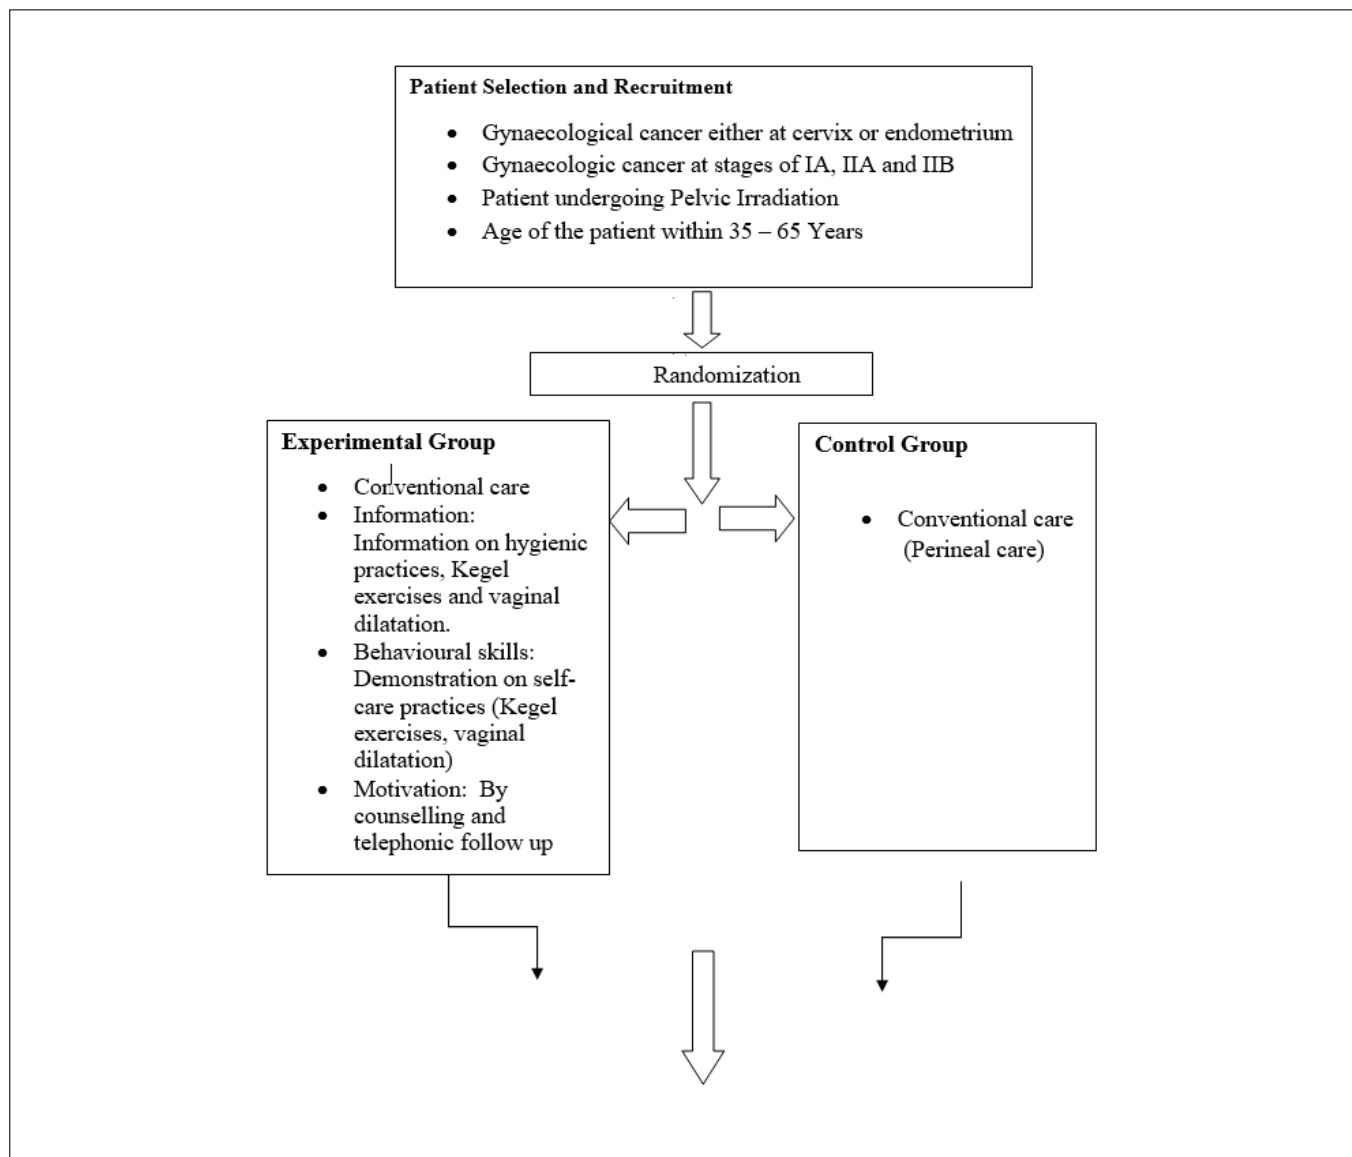 Patient Selection and Recruitment
• Gynaecological cancer either at cervix or endometrium
• Gynaecologic cancer at stages of IA, IIA and IIB
• Patient undergoing Pelvic Irradiation
• Age of the patient within 35 – 65 Years
Randomization
Experimental Group
• Conventional care
• Information:
Information on hygienic
practices, Kegel
exercises and vaginal
dilatation.
• Behavioural skills:
Demonstration on self-
care practices (Kegel
exercises, vaginal
dilatation)
• Motivation: By
counselling and
telephonic follow up
Control Group
• Conventional care
(Perineal care)